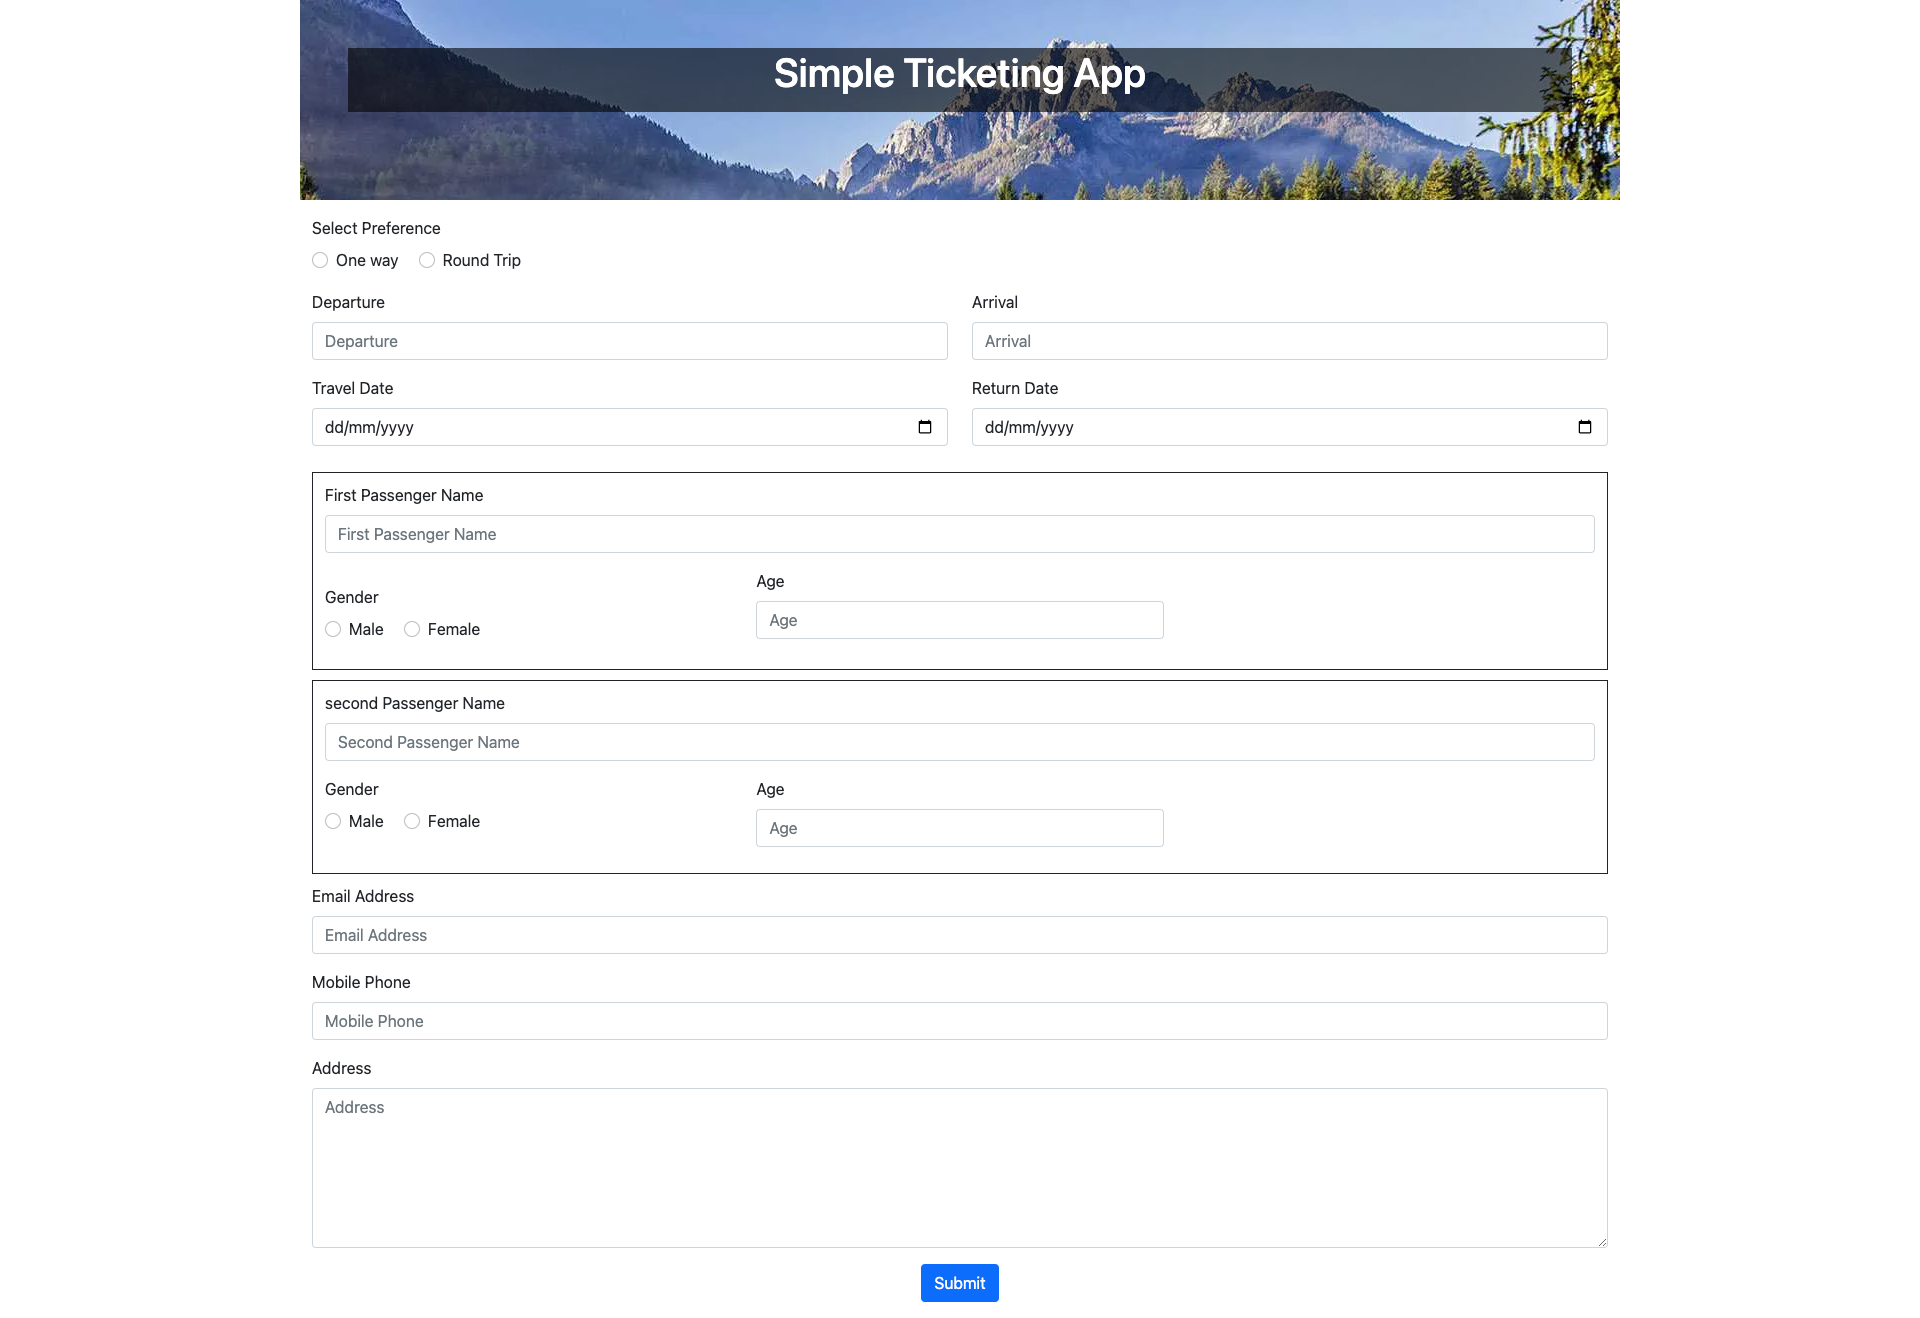 Simple Ticketing App
Select Preference
One way Round Trip
Departure Arrival
Departure Arrival
Travel Date Return Date
dd/mm/yyyy dd/mm/yyyy
First Passenger Name
First Passenger Name
Age
Gender
Age
Male Female
second Passenger Name
Second Passenger Name
Gender Age
Male Female Age
Email Address
Email Address
Mobile Phone
Mobile Phone
Address
Address
Submit